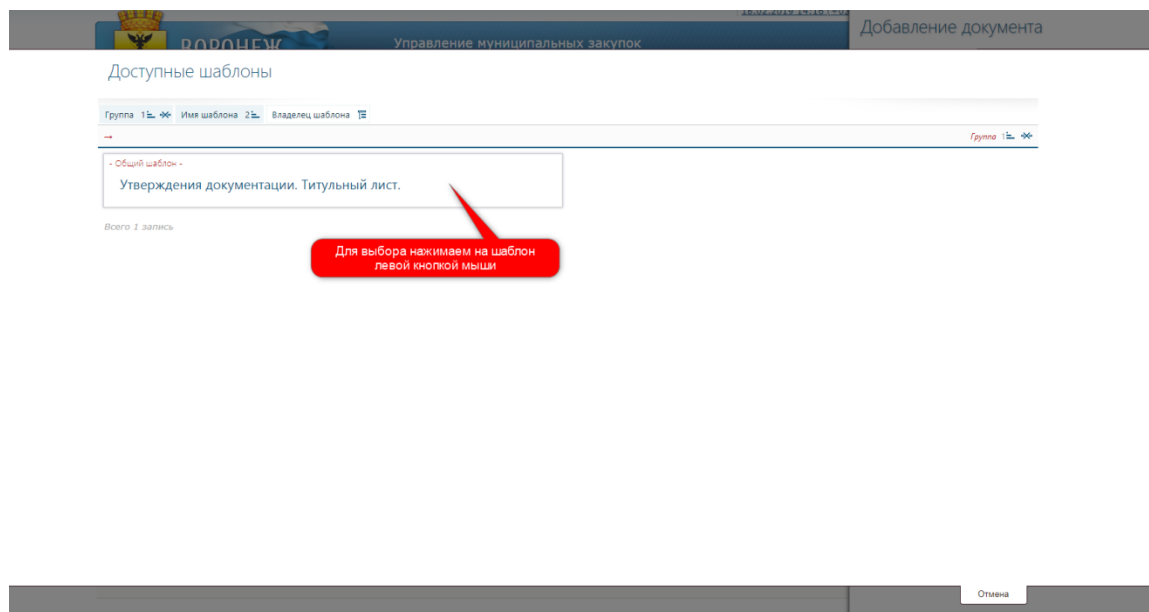 ВОРОНЕЖ
Управление муниципальных закупок
Добавление документа
Доступные шаблоны
Группа 1 Имя шаблона 2 Владелец шаблона
→ Группа 1
- Общий шаблон -
Утверждения документации. Титульный лист.
Всего 1 запись
Для выбора нажимаем на шаблон
левой кнопкой мыши
Отмена